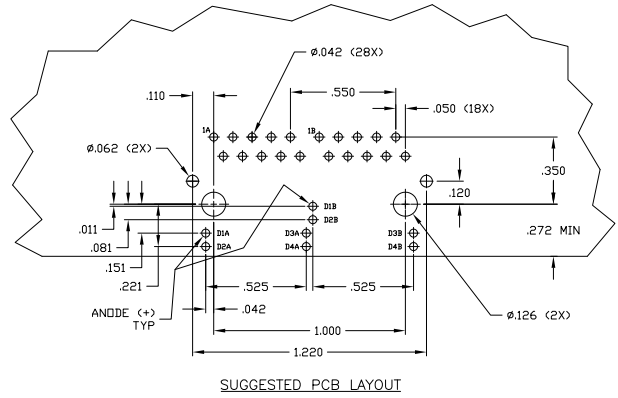 ø.042 (28X)
.110
.550
.050 (18X)
1A
1B
ø.062 (2X)
.350
.120
D1B
.011
D2B
.081
D1A
D3A
D3B
.272 MIN
.151
D2A
D4A
D4B
.221
.525
.525
ANODE (+)
TYP
.042
ø.126 (2X)
1.000
1.220
SUGGESTED PCB LAYOUT